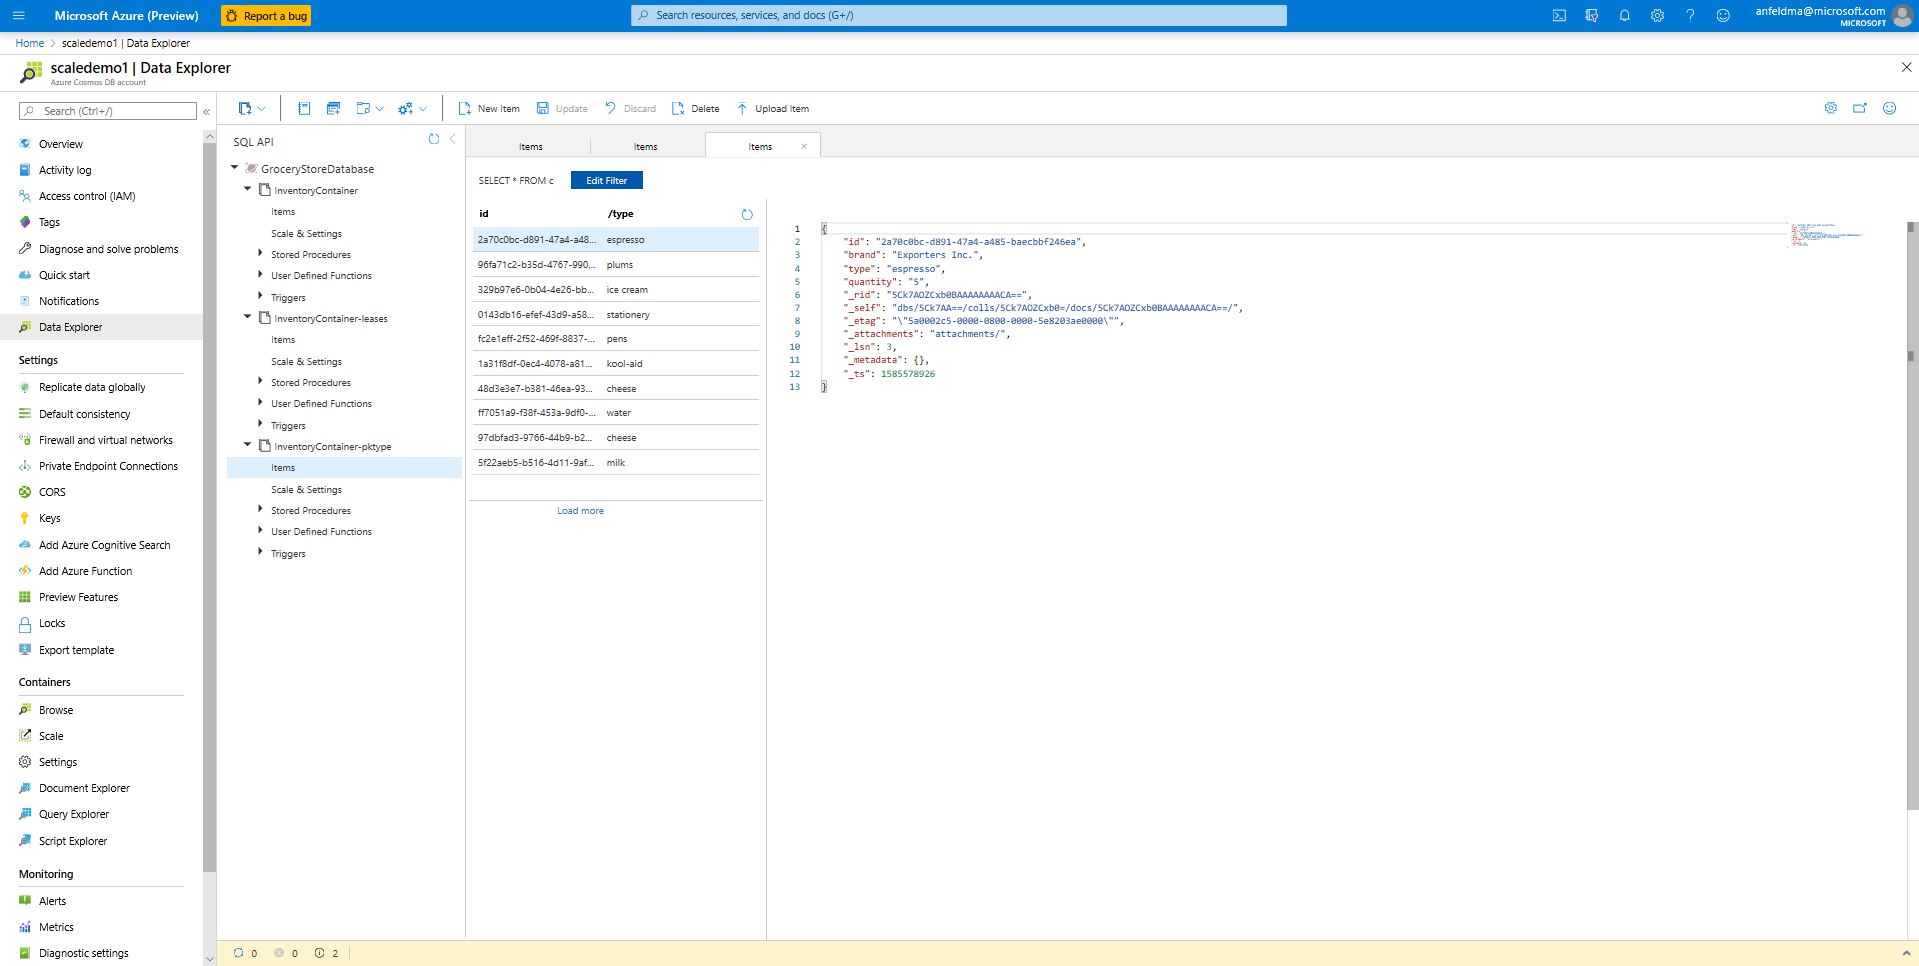 Microsoft Azure (Preview)
Report a bug
Search resources, services, and docs (G+/)
anfeldma@microsoft.com
MICROSOFT
Home > scaledemo1 | Data Explorer
scaledemo1 | Data Explorer
Azure Cosmos DB account
Search (Ctrl+/)
«
Overview
Activity log
Access control (IAM)
Tags
Diagnose and solve problems
Quick start
Notifications
Data Explorer
Settings
Replicate data globally
Default consistency
Firewall and virtual networks
Private Endpoint Connections
CORS
Keys
Add Azure Cognitive Search
Add Azure Function
Preview Features
Locks
Export template
Containers
Browse
Scale
Settings
Document Explorer
Query Explorer
Script Explorer
Monitoring
Alerts
Metrics
Diagnostic settings
New Item
Update
Discard
Delete
Upload Item
SQL API
GroceryStoreDatabase
InventoryContainer
Items
Scale & Settings
Stored Procedures
User Defined Functions
Triggers
InventoryContainer-leases
Items
Scale & Settings
Stored Procedures
User Defined Functions
Triggers
InventoryContainer-pktype
Items
Scale & Settings
Stored Procedures
User Defined Functions
Triggers
Items
Items
Items
SELECT * FROM c
Edit Filter
id /type
2a70c0bc-d891-47a4-a48... espresso
96fa71c2-b35d-4767-990... plums
329b97e6-0b04-4e26-bb... ice cream
0143db16-efef-43d9-a58... stationery
fc2e1eff-2f52-469f-8837-... pens
1a31f8df-0ec4-4078-a81... kool-aid
48d3e3e7-b381-46ea-93... cheese
ff7051a9-f38f-453a-9df0-... water
97dbfad3-9766-44b9-b2... cheese
5f22aeb5-b516-4d11-9af... milk
Load more
1 {
2 "id": "2a70c0bc-d891-47a4-a485-baecbbf246ea",
3 "brand": "Exporters Inc.",
4 "type": "espresso",
5 "quantity": "5",
6 "_rid": "5Ck7AOZCxb0BAAAAAAAACA==",
7 "_self": "dbs/5Ck7AA==/colls/5Ck7AOZCxb0=/docs/5Ck7AOZCxb0BAAAAAAAACA==/",
8 "_etag": "\"5a0002c5-0000-0800-0000-5e8203ae0000\"",
9 "_attachments": "attachments/",
10 "_lsn": 3,
11 "_metadata": {},
12 "_ts": 1585578926
13 }
0 0 2